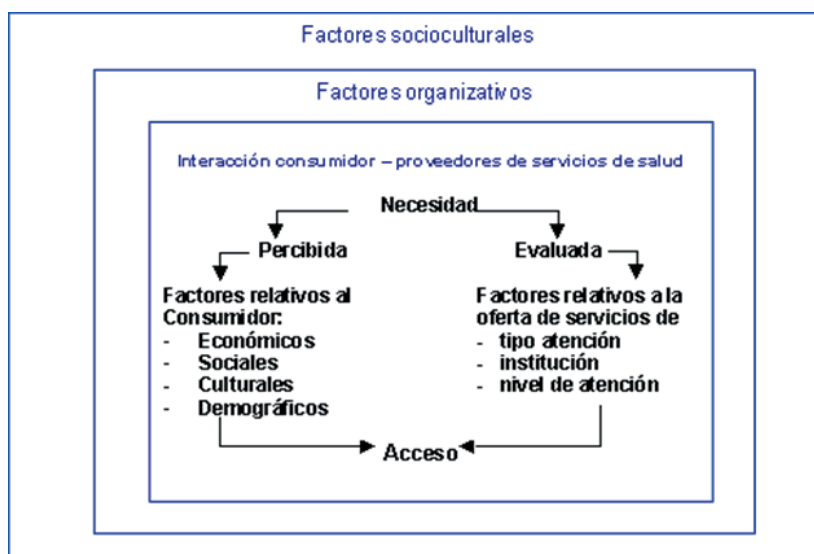 Factores socioculturales
Factores organizativos
Interacción consumidor – proveedores de servicios de salud
Necesidad
Percibida
Evaluada
Factores relativos al
Consumidor:
- Económicos
- Sociales
- Culturales
- Demográficos
Factores relativos a la
oferta de servicios de
- tipo atención
- institución
- nivel de atención
Acceso